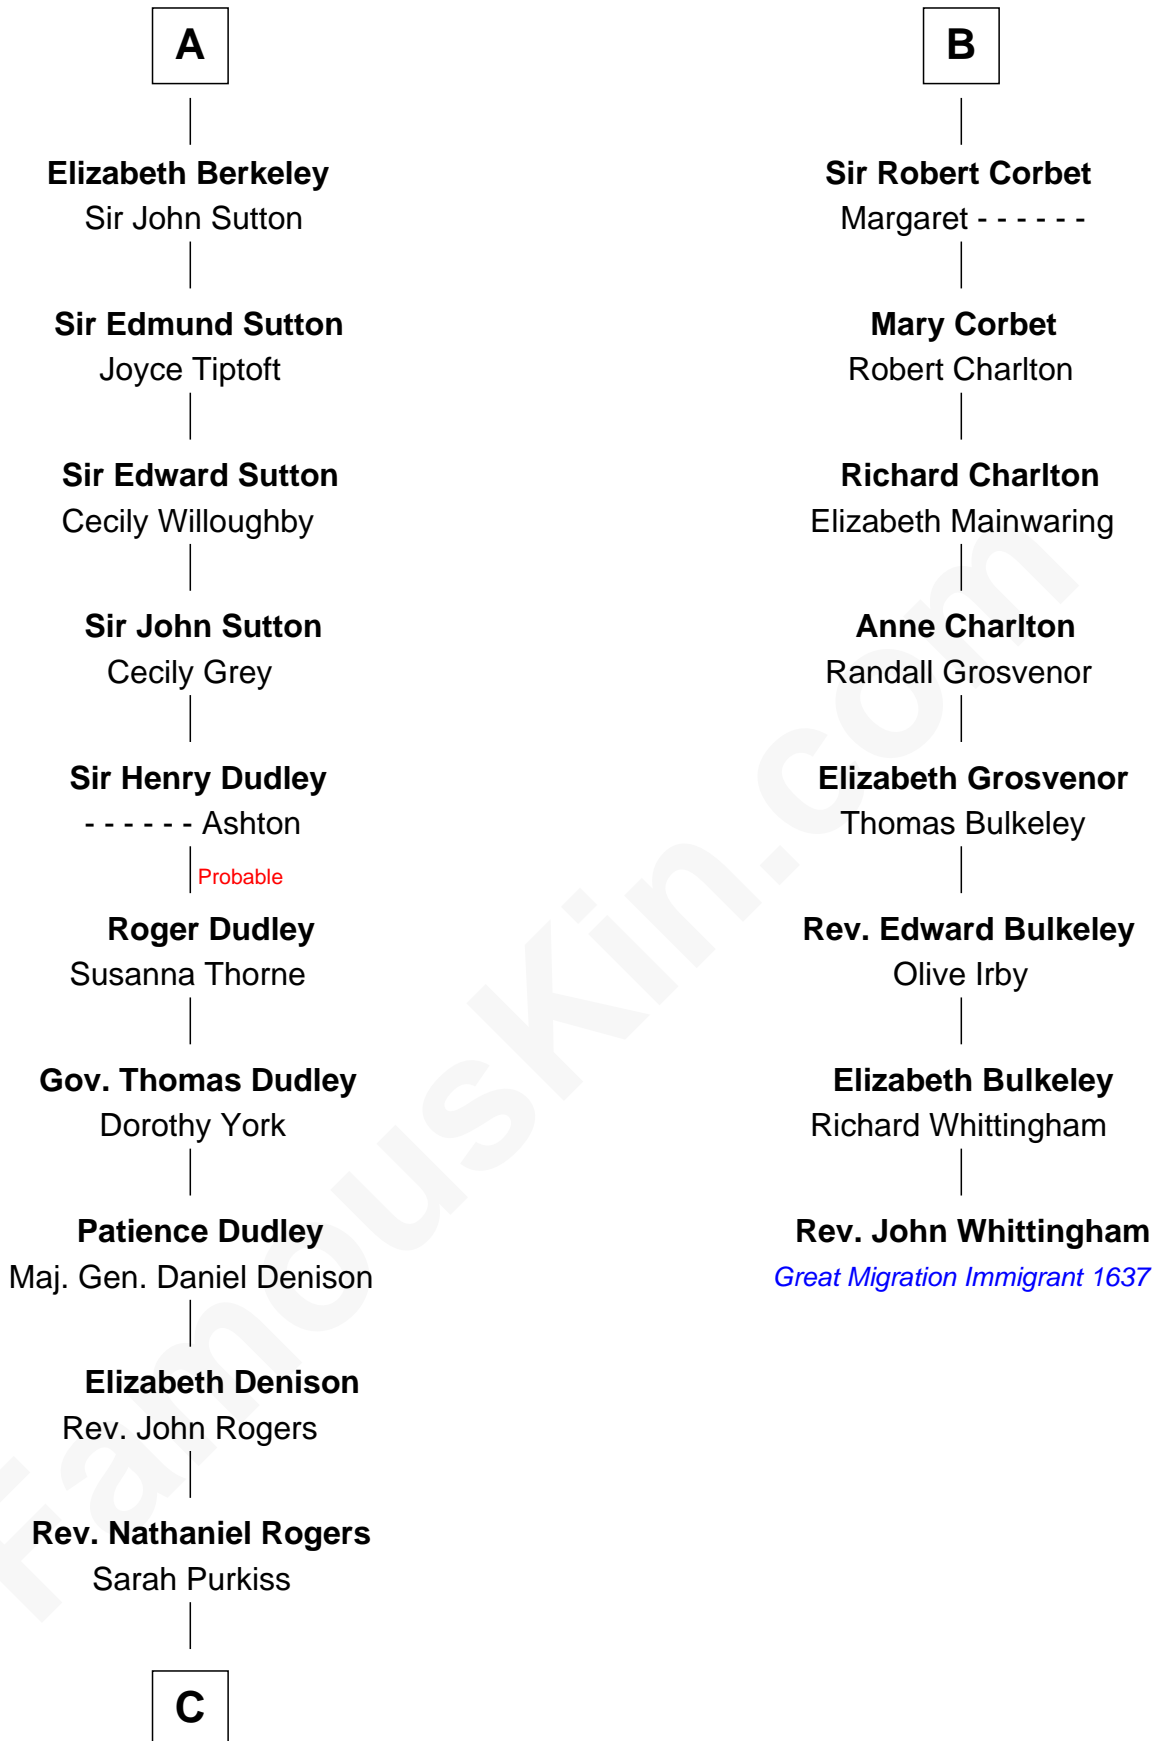 A
Elizabeth Berkeley
Sir John Sutton
Sir Edmund Sutton
Joyce Tiptoft
Sir Edward Sutton
Cecily Willoughby
Sir John Sutton
Cecily Grey
Sir Henry Dudley
- - - - - - Ashton
Probable
Roger Dudley
Susanna Thorne
Gov. Thomas Dudley
Dorothy York
Patience Dudley
Maj. Gen. Daniel Denison
Elizabeth Denison
Rev. John Rogers
Rev. Nathaniel Rogers
Sarah Purkiss
C
B
Sir Robert Corbet
Margaret - - - - - -
Mary Corbet
Robert Charlton
Richard Charlton
Elizabeth Mainwaring
Anne Charlton
Randall Grosvenor
Elizabeth Grosvenor
Thomas Bulkeley
Rev. Edward Bulkeley
Olive Irby
Elizabeth Bulkeley
Richard Whittingham
Rev. John Whittingham
Great Migration Immigrant 1637
FamousKin.com